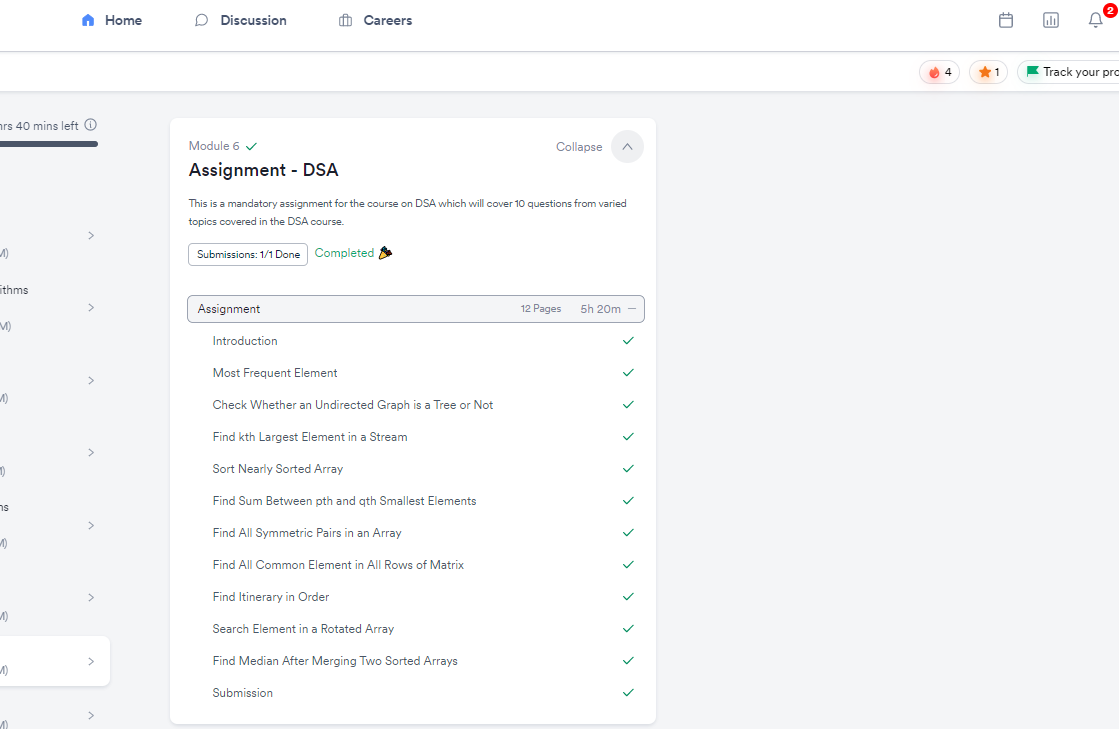 Home Discussion Careers 2
4 1 Track your pro
hrs 40 mins left
M)
ithms
M)
M)
M)
ns
M)
M)
M)
M)
Module 6
Collapse
Assignment - DSA
This is a mandatory assignment for the course on DSA which will cover 10 questions from varied
topics covered in the DSA course.
Submissions: 1/1 Done Completed
Assignment 12 Pages 5h 20m
Introduction
Most Frequent Element
Check Whether an Undirected Graph is a Tree or Not
Find kth Largest Element in a Stream
Sort Nearly Sorted Array
Find Sum Between pth and qth Smallest Elements
Find All Symmetric Pairs in an Array
Find All Common Element in All Rows of Matrix
Find Itinerary in Order
Search Element in a Rotated Array
Find Median After Merging Two Sorted Arrays
Submission